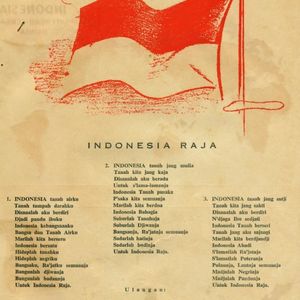 INDONESIA RAJA
2. INDONESIA tanah jang mulia
Tanah kita jang kaja
Disanalah aku berada
Untuk s'lama-lamanja
Indonesia Tanah pusaka
P'saka kita semuanja
Marilah kita berdoa
Indonesia Bahagia
Suburlah Tanahnja
Suburlah Djiwanja
Bangsanja, Ra'jatnja semuanja
Sadarlah hatinja
Sadarlah budinja
Untuk Indonesia Raja.
1. INDONESIA tanah airku
Tanah tumpah darahku
Disanalah aku berdiri
Djadi pandu ibuku
Indonesia kebangsaanku
Bangsa dan Tanah Airku
Marilah kita berseru
Indonesia bersatu
Hiduplah tanahku
Hiduplah neg'riku
Bangsaku, Ra'jatku semuanja
Bangunlah djiwanja
Bangunlah badannja
Untuk Indonesia Raja.
3. INDONESIA tanah jang sutji
Tanah kita jang sakti
Disanalah aku berdiri
N'djaga Ibu sedjati
Indonesia Tanah berseri
Tanah jang aku sajangi
Marilah kita berdjandji
Indonesia Abadi
S'lamatlah Ra'jatnja
S'lamatlah Puteranja
Pulaunja, Lautnja semuanja
Madjulah Neg'rinja
Madjulah Pandunja
Untuk Indonesia Raja.
Ulangan: